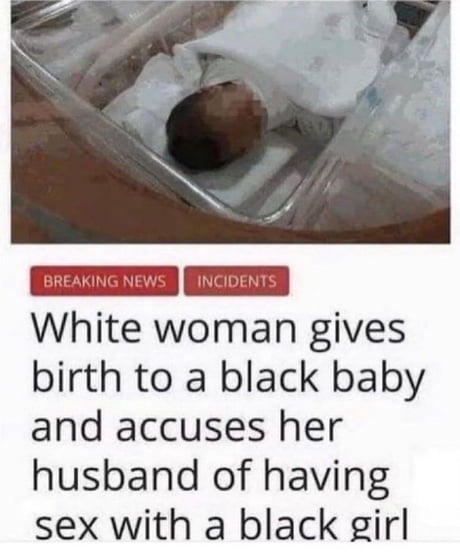 BREAKING NEWS INCIDENTS
White woman gives
birth to a black baby
and accuses her
husband of having
sex with a black girl